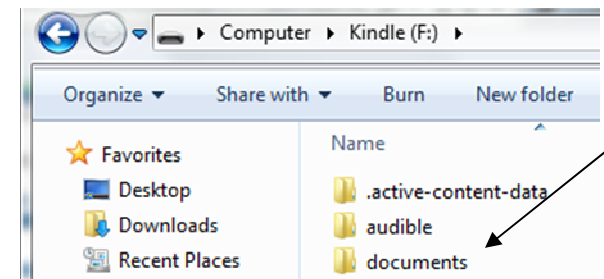 Computer Kindle (F:)
Organize Share with Burn New folder
Favorites
Desktop
Downloads
Recent Places
Name
.active-content-data
audible
documents